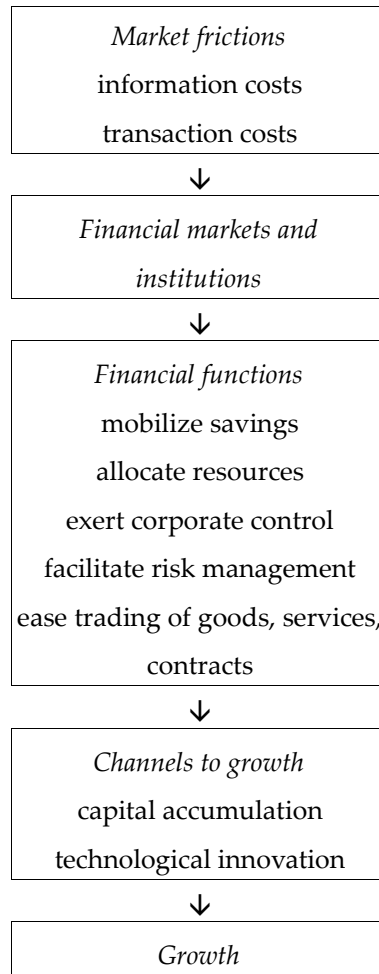 Market frictions
information costs
transaction costs
Financial markets and
institutions
Financial functions
mobilize savings
allocate resources
exert corporate control
facilitate risk management
ease trading of goods, services,
contracts
Channels to growth
capital accumulation
technological innovation
Growth